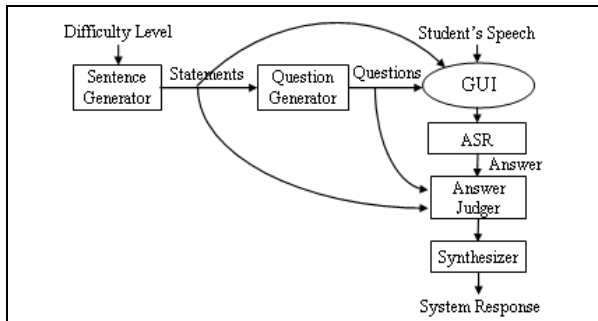 Difficulty Level
Student's Speech
Sentence
Generator
Statements
Question
Generator
Questions
GUI
ASR
Answer
Answer
Judger
Synthesizer
System Response